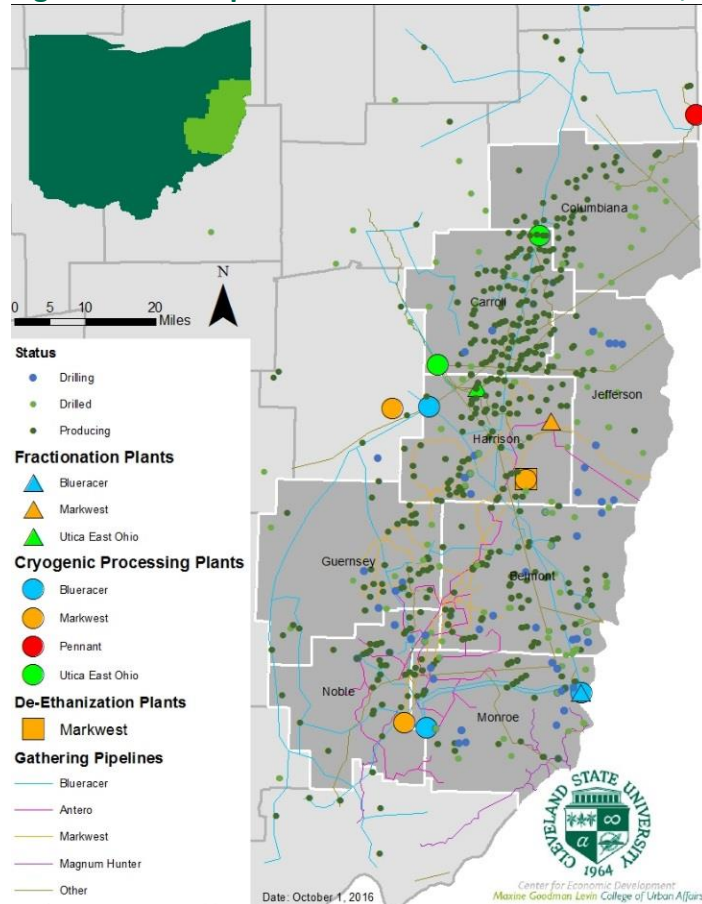 N
0 5 10 20
Miles
Status
Drilling
Drilled
Producing
Fractionation Plants
Blueracer
Markwest
Utica East Ohio
Cryogenic Processing Plants
Blueracer
Markwest
Pennant
Utica East Ohio
De-Ethanization Plants
Markwest
Gathering Pipelines
Blueracer
Antero
Markwest
Magnum Hunter
Other
Columbiana
Carroll
Jefferson
Harrison
Guernsey
Belmont
Noble
Monroe
CLEVELAND STATE UNIVERSITY
1964
Center for Economic Development
Maxine Goodman Levin College of Urban Affairs
Date: October 1, 2016